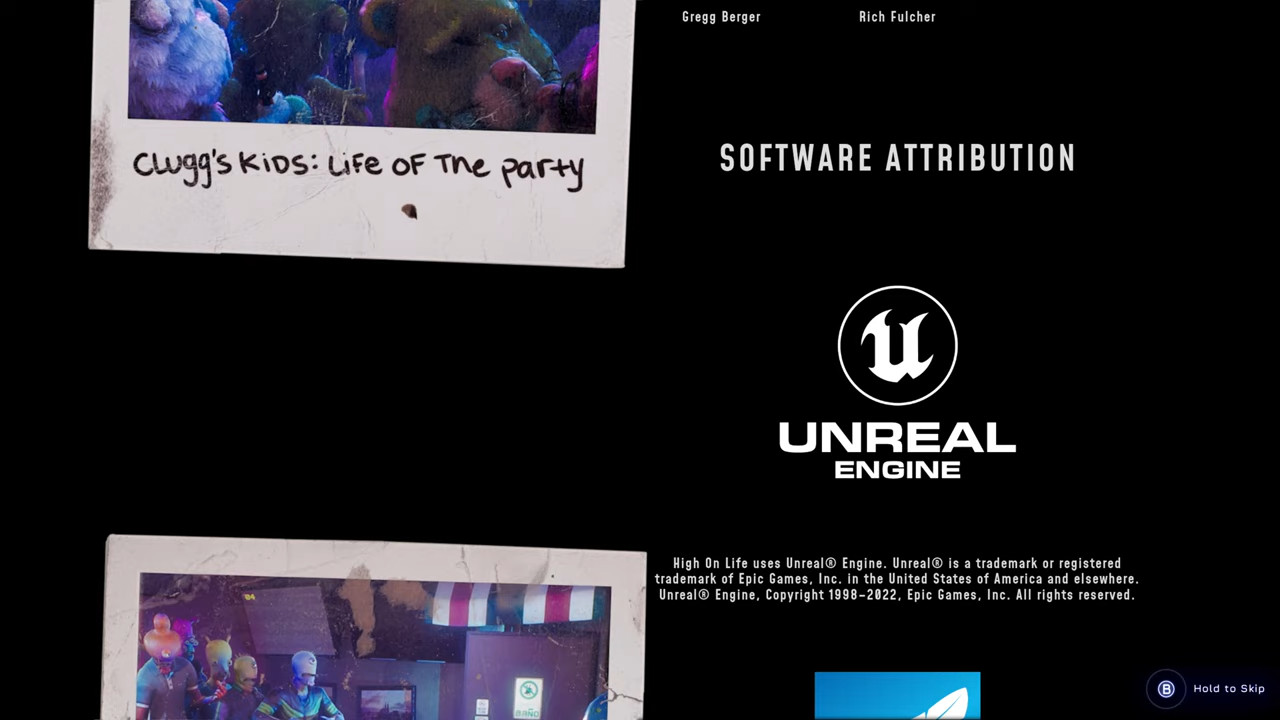 Gregg Berger
Rich Fulcher
Clugg's Kids: Life of The party
SOFTWARE ATTRIBUTION
UNREAL
ENGINE
High On Life uses Unreal® Engine. Unreal® is a trademark or registered
trademark of Epic Games, Inc. in the United States of America and elsewhere.
Unreal® Engine, Copyright 1998-2022, Epic Games, Inc. All rights reserved.
BAÑO
B Hold to Skip